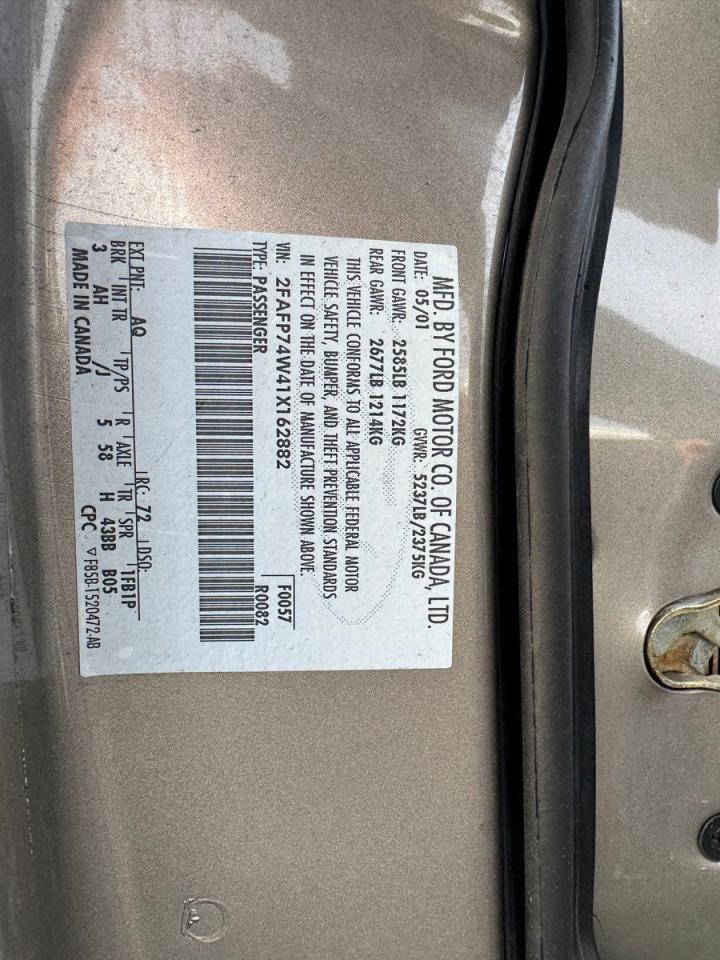 MFD. BY FORD MOTOR CO. OF CANADA, LTD.
DATE: 05/01 GVWR: 5237LB/2375KG
FRONT GAWR: 2585LB 1172KG
REAR GAWR: 2677LB 1214KG
THIS VEHICLE CONFORMS TO ALL APPLICABLE FEDERAL MOTOR
VEHICLE SAFETY, BUMPER, AND THEFT PREVENTION STANDARDS
IN EFFECT ON THE DATE OF MANUFACTURE SHOWN ABOVE.
VIN: 2FAFP74W41X162882 F0057
TYPE: PASSENGER R0082
EXT PNT: AQ RC: 72 DSO: 1FB1P
BRK INT TR TP/PS R AXLE TR SPR
3 AH J 5 58 H 43BB B05
MADE IN CANADA CPC ▽ F85B-1520472-AB